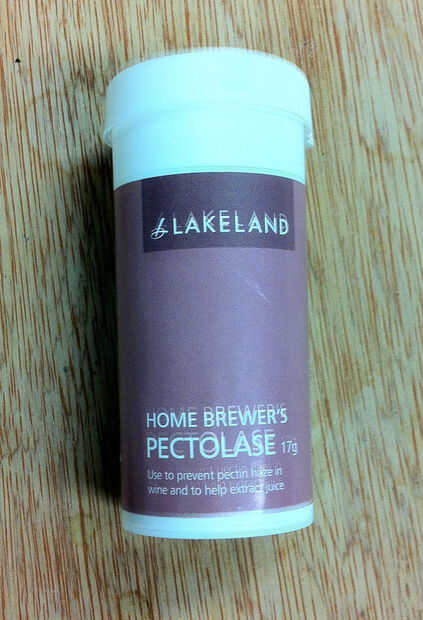 LAKELAND
HOME BREWER'S
PECTOLASE 17g
Use to prevent pectin haze in
wine and to help extract juice